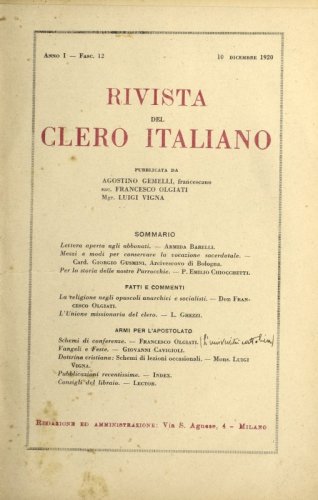 ANNO I — FASC. 12 10 DICEMBRE 1920
RIVISTA
DEL
CLERO ITALIANO
PUBBLICATA DA
AGOSTINO GEMELLI, francescano
sac. FRANCESCO OLGIATI
Mgr. LUIGI VIGNA
SOMMARIO
Lettera aperta agli abbonati. — ARMIDA BARELLI.
Mezzi e modi per conservare la vocazione sacerdotale. —
Card. GIORGIO GUSMINI, Arcivescovo di Bologna.
Per la storia delle nostre Parrocchie. — P. EMILIO CHIOCCHETTI.
FATTI E COMMENTI
La religione negli opuscoli anarchici e socialisti. — DON FRAN-
CESCO OLGIATI.
L'Unione missionaria del clero. — L. GREZZI.
ARMI PER L'APOSTOLATO
Schemi di conferenze. — FRANCESCO OLGIATI. (L'università cattolica)
Vangeli e Feste. — GIOVANNI CAVIGIOLI.
Dottrina cristiana: Schemi di lezioni occasionali. — Mons. LUIGI
VIGNA.
Pubblicazioni recentissime. — INDEX.
Consigli del libraio. — LECTOR.
REDAZIONE ED AMMINISTRAZIONE: Via S. Agnese, 4 - MILANO